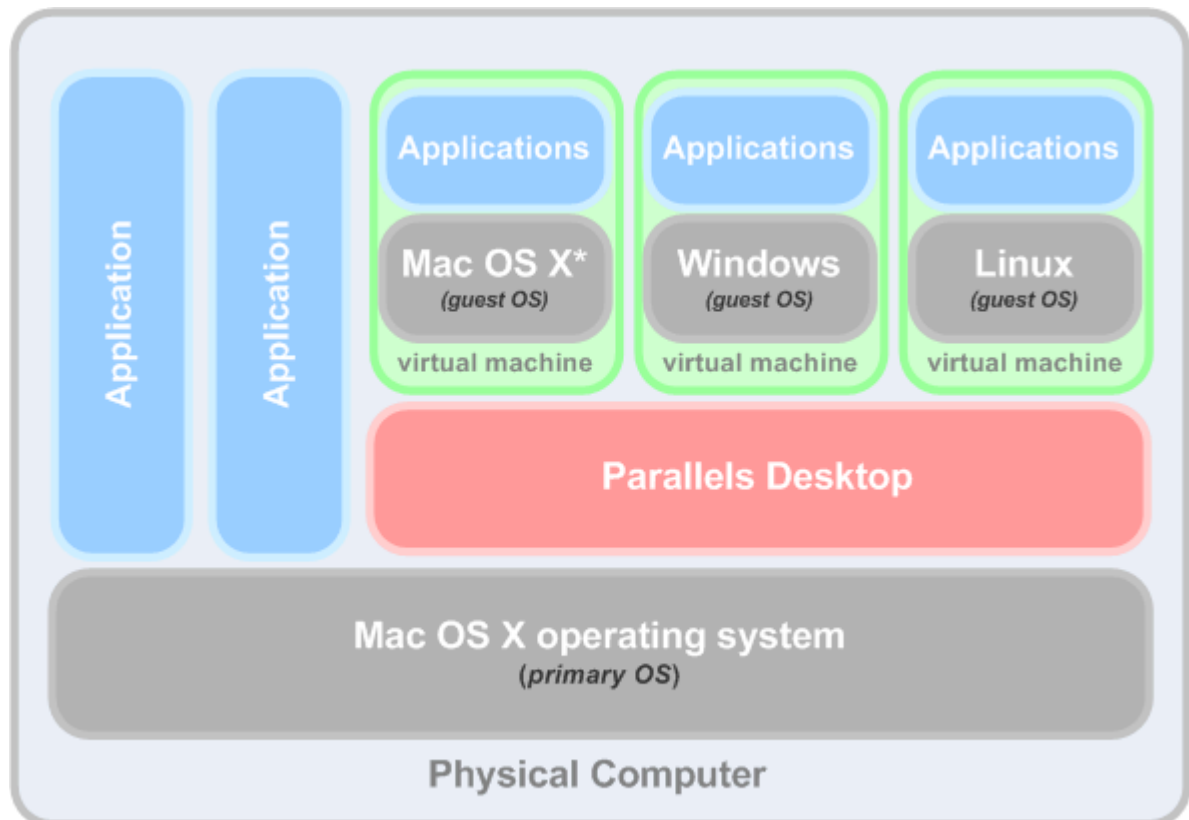 Application
Application
Applications
Mac OS X*
(guest OS)
virtual machine
Applications
Windows
(guest OS)
virtual machine
Applications
Linux
(guest OS)
virtual machine
Parallels Desktop
Mac OS X operating system
(primary OS)
Physical Computer